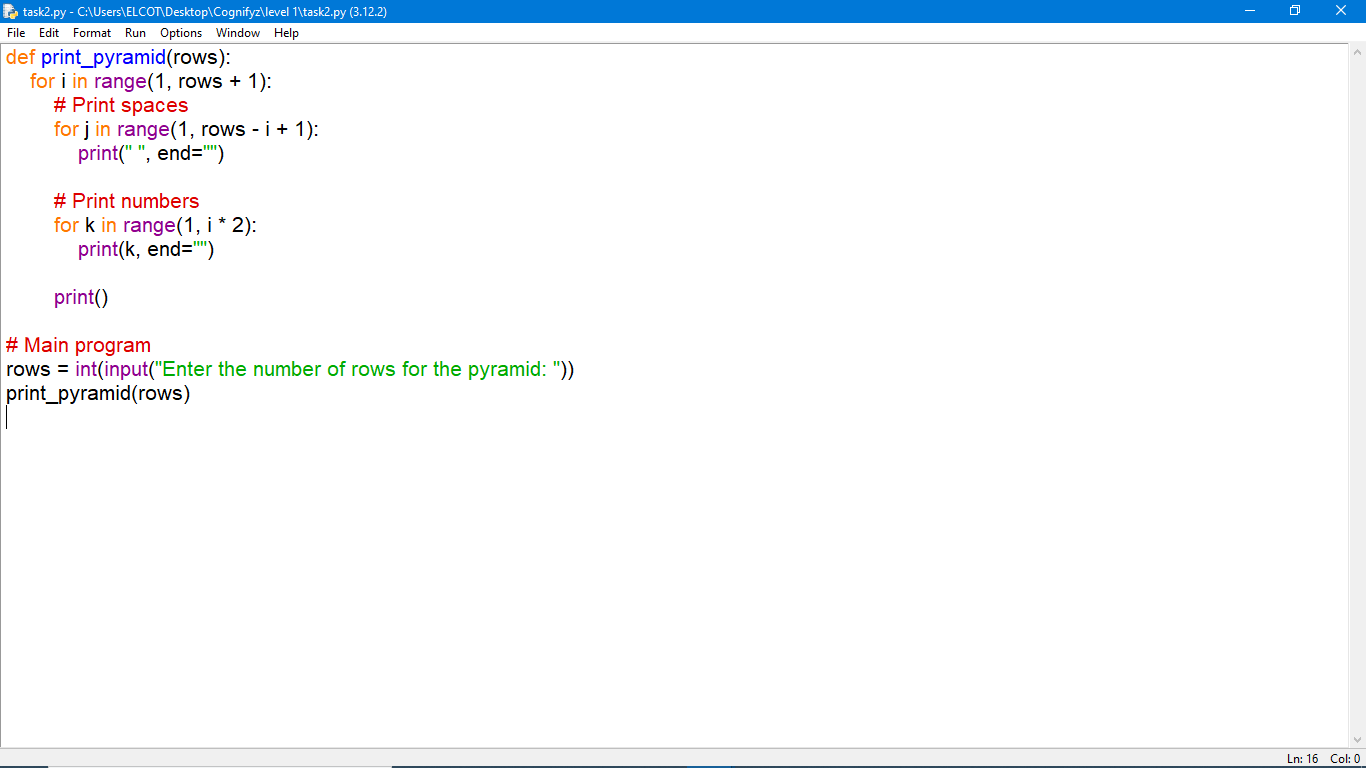 task2.py - C:\Users\ELCOT\Desktop\Cognifyz\level 1\task2.py (3.12.2)
File Edit Format Run Options Window Help
def print_pyramid(rows):
    for i in range(1, rows + 1):
        # Print spaces
        for j in range(1, rows - i + 1):
            print(" ", end="")
        # Print numbers
        for k in range(1, i * 2):
            print(k, end="")
        print()
# Main program
rows = int(input("Enter the number of rows for the pyramid: "))
print_pyramid(rows)
Ln: 16 Col: 0